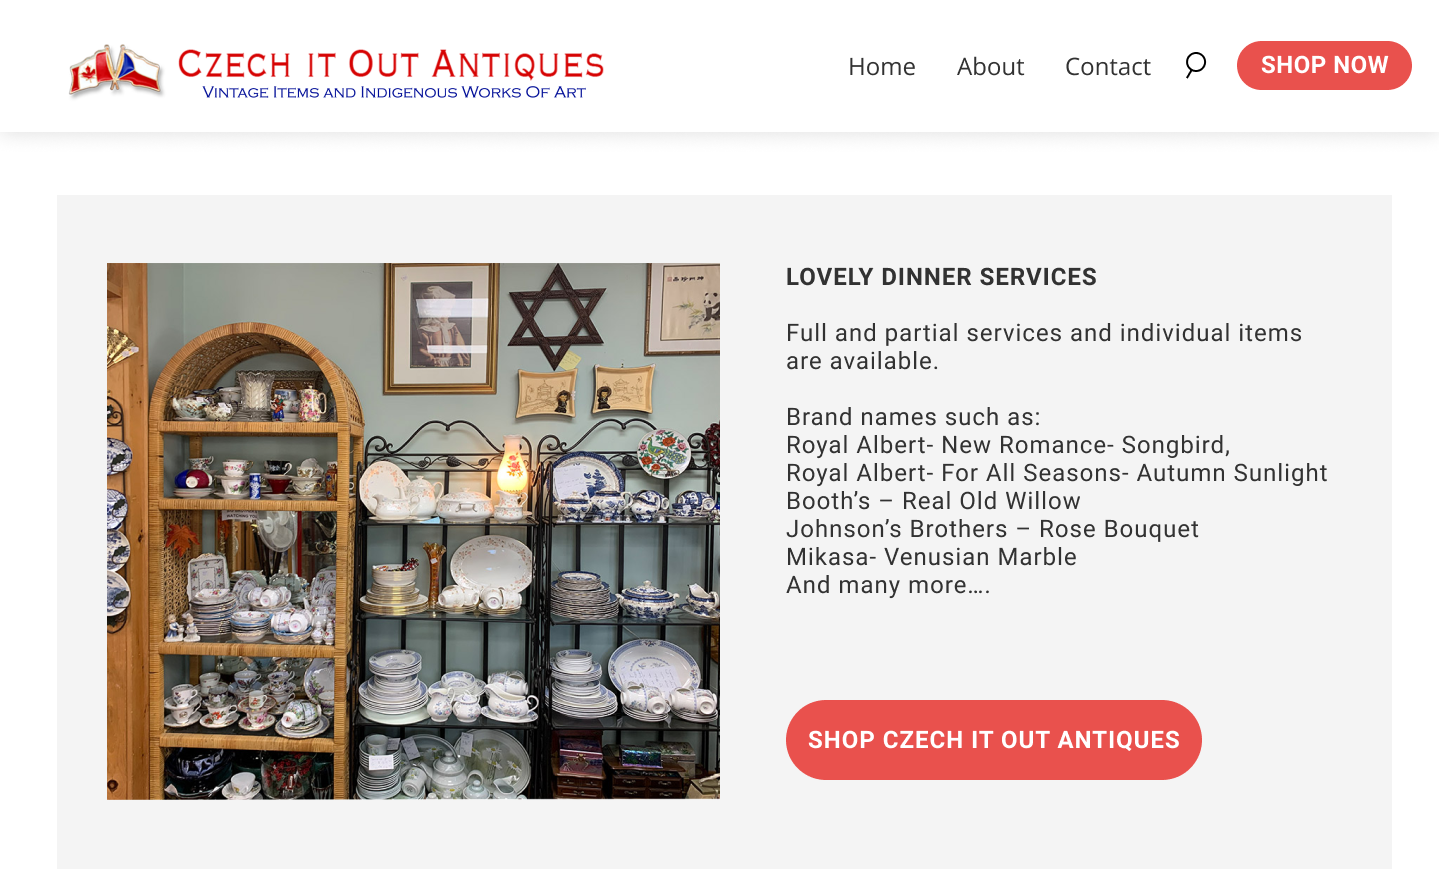 CZECH IT OUT ANTIQUES
VINTAGE ITEMS AND INDIGENOUS WORKS OF ART
Home About Contact SHOP NOW
LOVELY DINNER SERVICES
Full and partial services and individual items
are available.
Brand names such as:
Royal Albert- New Romance- Songbird,
Royal Albert- For All Seasons- Autumn Sunlight
Booth’s – Real Old Willow
Johnson’s Brothers – Rose Bouquet
Mikasa- Venusian Marble
And many more….
SHOP CZECH IT OUT ANTIQUES